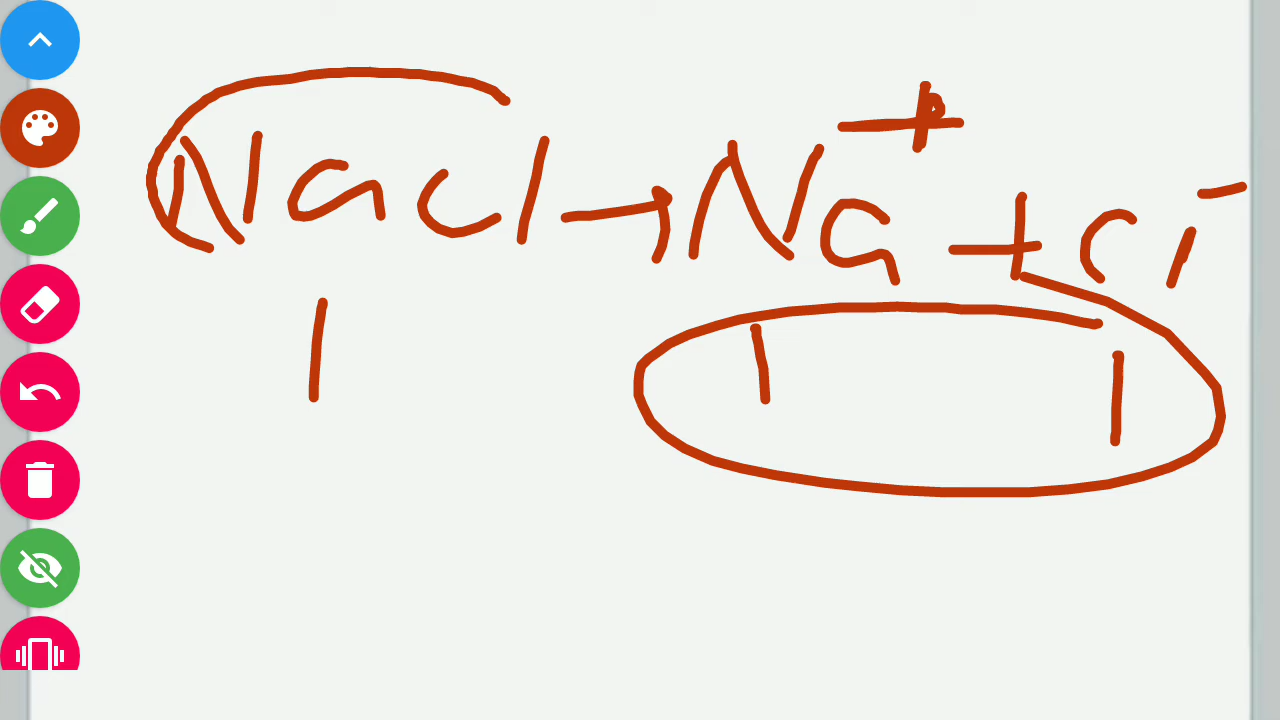 Nacl → Na⁺ + cl⁻
1 1 1